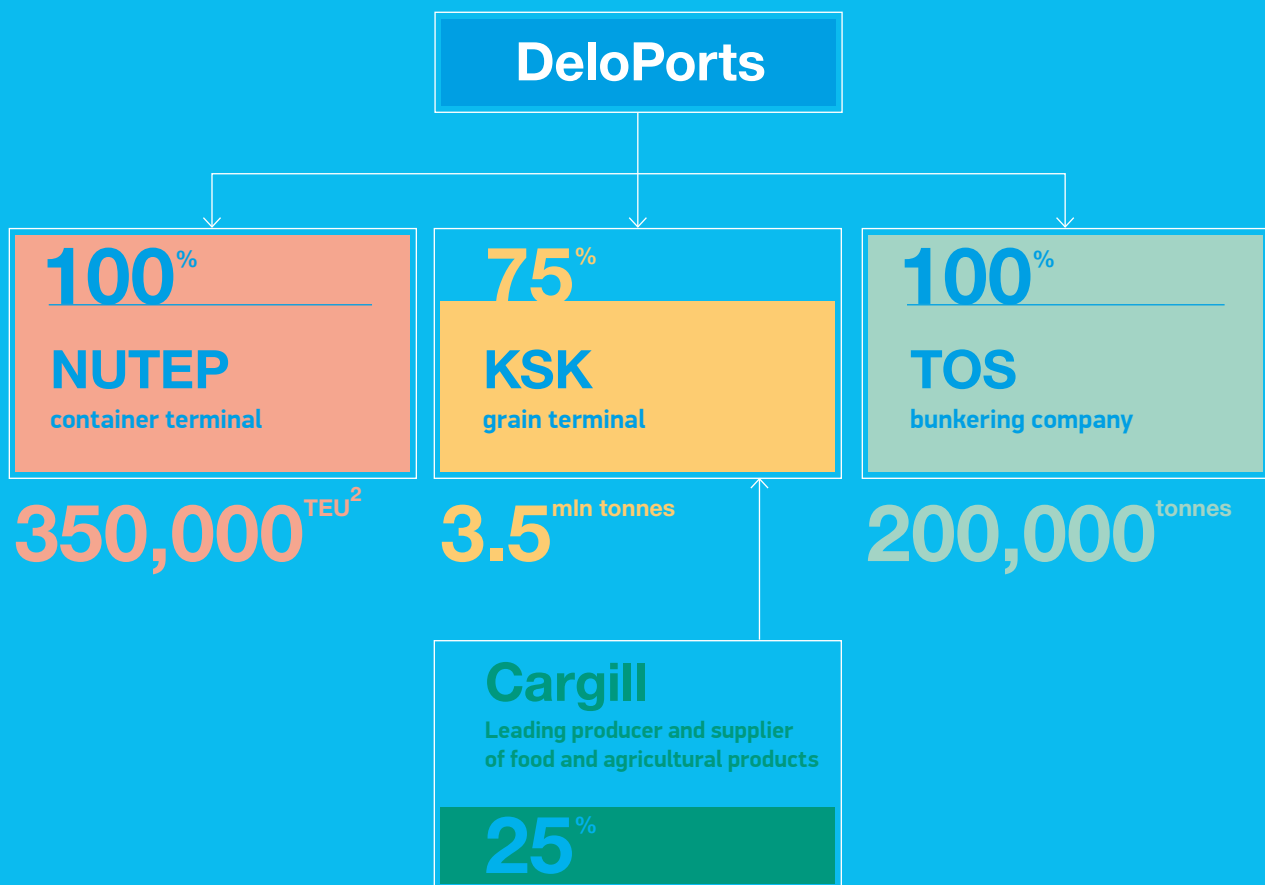 DeloPorts
100%
NUTEP
container terminal
350,000 TEU²
75%
KSK
grain terminal
3.5 mln tonnes
100%
TOS
bunkering company
200,000 tonnes
Cargill
Leading producer and supplier
of food and agricultural products
25%